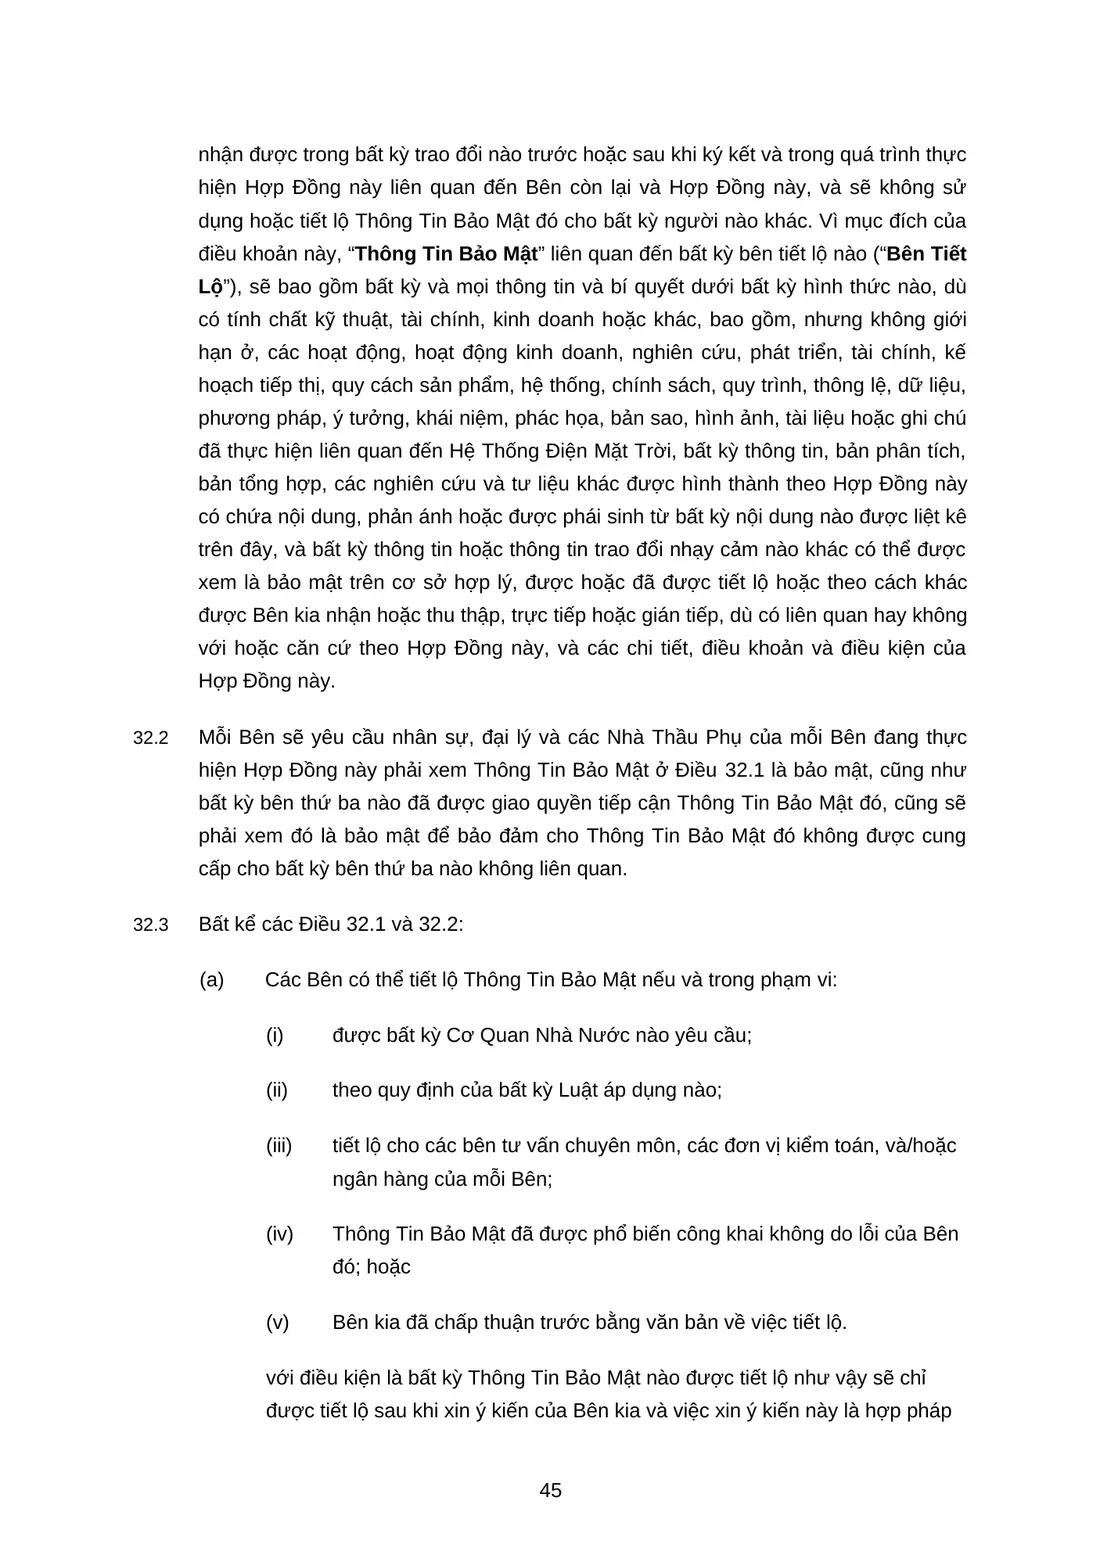 nhận được trong bất kỳ trao đổi nào trước hoặc sau khi ký kết và trong quá trình thực
hiện Hợp Đồng này liên quan đến Bên còn lại và Hợp Đồng này, và sẽ không sử
dụng hoặc tiết lộ Thông Tin Bảo Mật đó cho bất kỳ người nào khác. Vì mục đích của
điều khoản này, “Thông Tin Bảo Mật” liên quan đến bất kỳ bên tiết lộ nào (“Bên Tiết
Lộ”), sẽ bao gồm bất kỳ và mọi thông tin và bí quyết dưới bất kỳ hình thức nào, dù
có tính chất kỹ thuật, tài chính, kinh doanh hoặc khác, bao gồm, nhưng không giới
hạn ở, các hoạt động, hoạt động kinh doanh, nghiên cứu, phát triển, tài chính, kế
hoạch tiếp thị, quy cách sản phẩm, hệ thống, chính sách, quy trình, thông lệ, dữ liệu,
phương pháp, ý tưởng, khái niệm, phác họa, bản sao, hình ảnh, tài liệu hoặc ghi chú
đã thực hiện liên quan đến Hệ Thống Điện Mặt Trời, bất kỳ thông tin, bản phân tích,
bản tổng hợp, các nghiên cứu và tư liệu khác được hình thành theo Hợp Đồng này
có chứa nội dung, phản ánh hoặc được phái sinh từ bất kỳ nội dung nào được liệt kê
trên đây, và bất kỳ thông tin hoặc thông tin trao đổi nhạy cảm nào khác có thể được
xem là bảo mật trên cơ sở hợp lý, được hoặc đã được tiết lộ hoặc theo cách khác
được Bên kia nhận hoặc thu thập, trực tiếp hoặc gián tiếp, dù có liên quan hay không
với hoặc căn cứ theo Hợp Đồng này, và các chi tiết, điều khoản và điều kiện của
Hợp Đồng này.
32.2 Mỗi Bên sẽ yêu cầu nhân sự, đại lý và các Nhà Thầu Phụ của mỗi Bên đang thực
hiện Hợp Đồng này phải xem Thông Tin Bảo Mật ở Điều 32.1 là bảo mật, cũng như
bất kỳ bên thứ ba nào đã được giao quyền tiếp cận Thông Tin Bảo Mật đó, cũng sẽ
phải xem đó là bảo mật để bảo đảm cho Thông Tin Bảo Mật đó không được cung
cấp cho bất kỳ bên thứ ba nào không liên quan.
32.3 Bất kể các Điều 32.1 và 32.2:
(a) Các Bên có thể tiết lộ Thông Tin Bảo Mật nếu và trong phạm vi:
(i) được bất kỳ Cơ Quan Nhà Nước nào yêu cầu;
(ii) theo quy định của bất kỳ Luật áp dụng nào;
(iii) tiết lộ cho các bên tư vấn chuyên môn, các đơn vị kiểm toán, và/hoặc
ngân hàng của mỗi Bên;
(iv) Thông Tin Bảo Mật đã được phổ biến công khai không do lỗi của Bên
đó; hoặc
(v) Bên kia đã chấp thuận trước bằng văn bản về việc tiết lộ.
với điều kiện là bất kỳ Thông Tin Bảo Mật nào được tiết lộ như vậy sẽ chỉ
được tiết lộ sau khi xin ý kiến của Bên kia và việc xin ý kiến này là hợp pháp
45